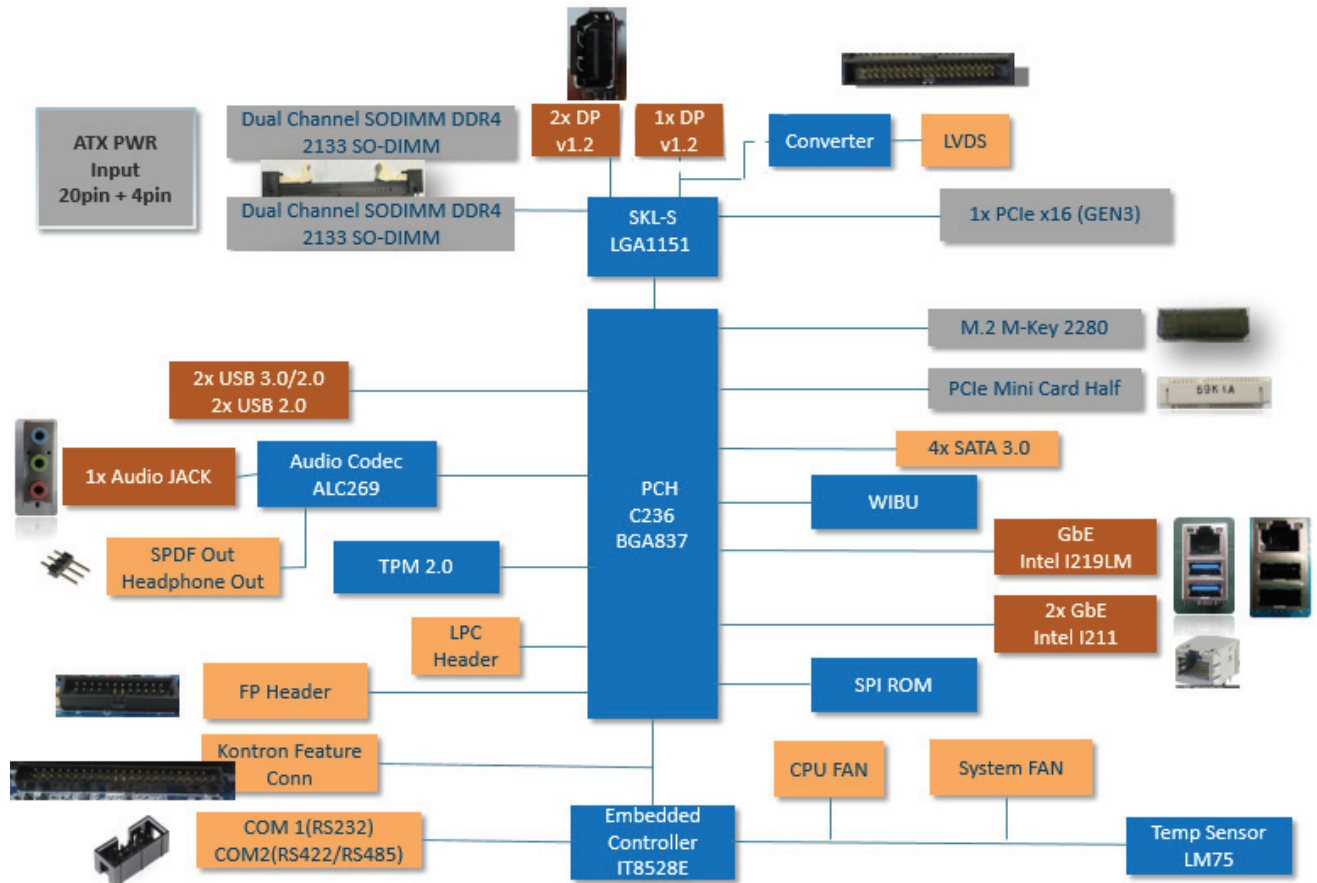 ATX PWR
Input
20pin + 4pin
Dual Channel SODIMM DDR4
2133 SO-DIMM
Dual Channel SODIMM DDR4
2133 SO-DIMM
2x DP
v1.2
1x DP
v1.2
Converter
LVDS
SKL-S
LGA1151
1x PCIe x16 (GEN3)
M.2 M-Key 2280
PCIe Mini Card Half
59K1A
4x SATA 3.0
2x USB 3.0/2.0
2x USB 2.0
1x Audio JACK
Audio Codec
ALC269
PCH
C236
BGA837
WIBU
SPDF Out
Headphone Out
TPM 2.0
GbE
Intel I219LM
2x GbE
Intel I211
LPC
Header
FP Header
SPI ROM
Kontron Feature
Conn
CPU FAN
System FAN
COM 1(RS232)
COM2(RS422/RS485)
Embedded
Controller
IT8528E
Temp Sensor
LM75